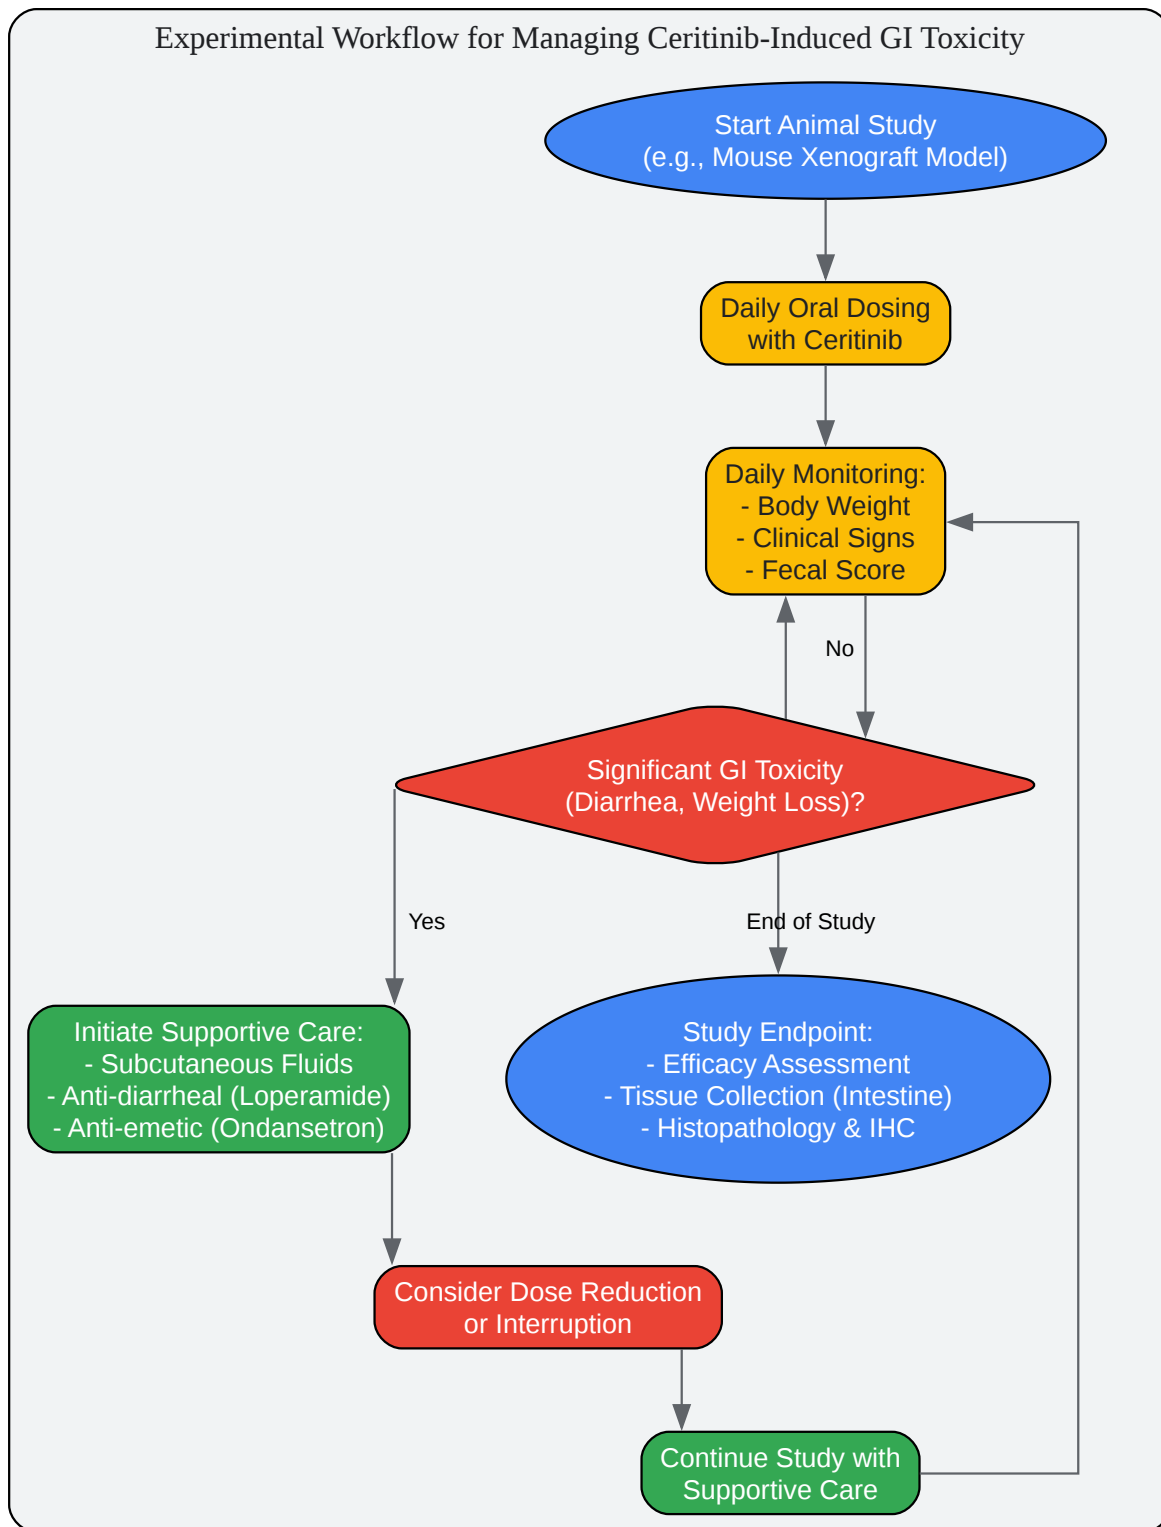 Experimental Workflow for Managing Ceritinib-Induced GI Toxicity
Start Animal Study
(e.g., Mouse Xenograft Model)
Daily Oral Dosing
with Ceritinib
Daily Monitoring:
- Body Weight
- Clinical Signs
- Fecal Score
No
Significant GI Toxicity
(Diarrhea, Weight Loss)?
Yes
End of Study
Initiate Supportive Care:
- Subcutaneous Fluids
- Anti-diarrheal (Loperamide)
- Anti-emetic (Ondansetron)
Study Endpoint:
- Efficacy Assessment
- Tissue Collection (Intestine)
- Histopathology & IHC
Consider Dose Reduction
or Interruption
Continue Study with
Supportive Care